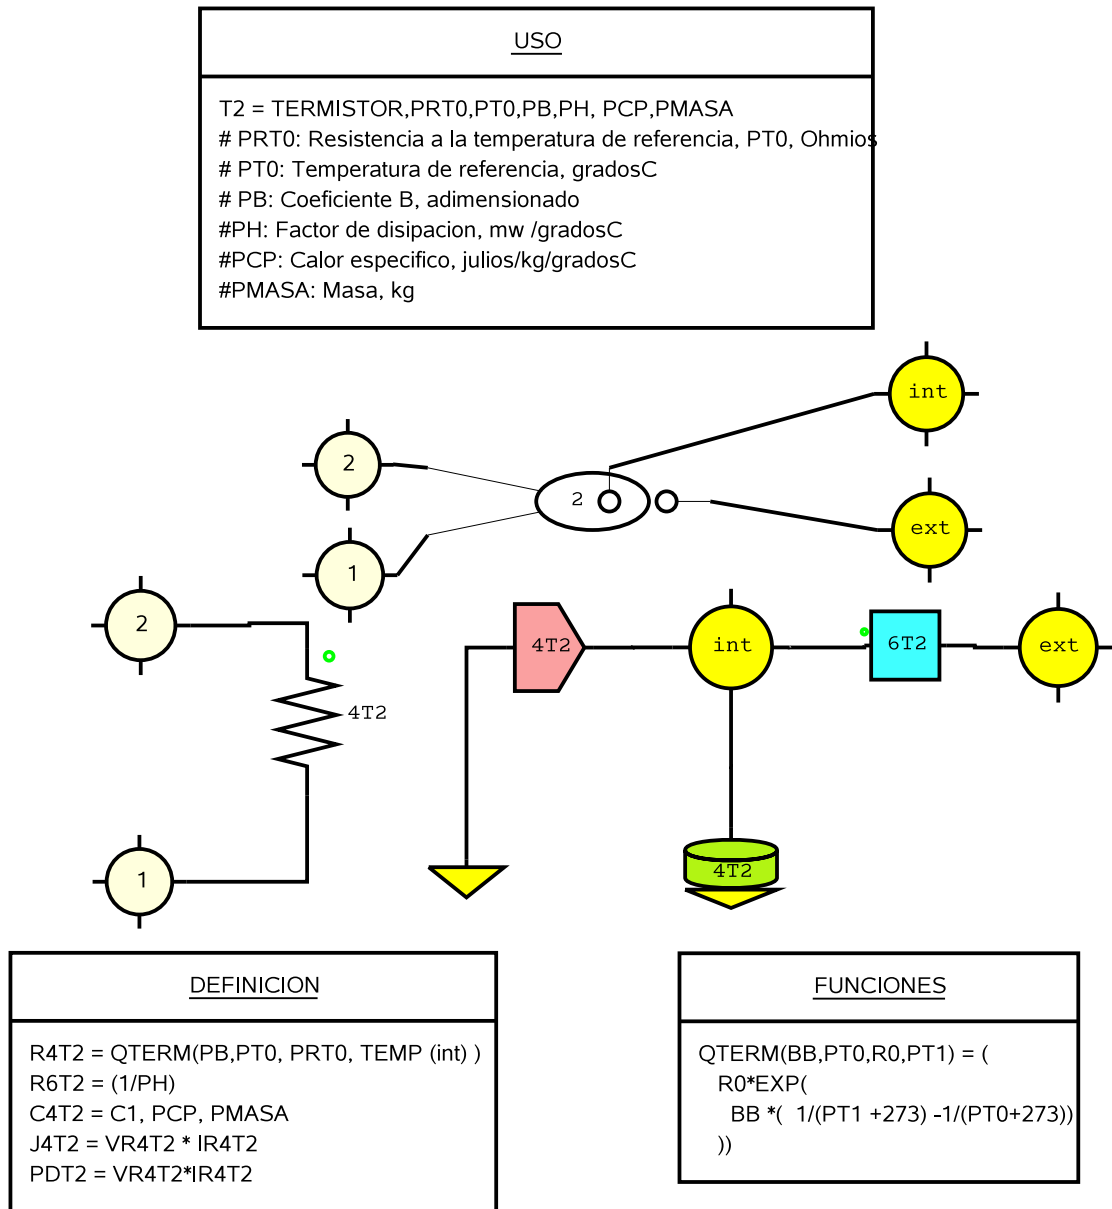 USO
T2 = TERMISTOR,PRT0,PT0,PB,PH, PCP,PMASA
# PRT0: Resistencia a la temperatura de referencia, PT0, Ohmios
# PT0: Temperatura de referencia, gradosC
# PB: Coeficiente B, adimensionado
#PH: Factor de disipacion, mw /gradosC
#PCP: Calor especifico, julios/kg/gradosC
#PMASA: Masa, kg
int
2
2
ext
1
2
4T2
int
6T2
ext
4T2
4T2
1
DEFINICION
R4T2 = QTERM(PB,PT0, PRT0, TEMP (int) )
R6T2 = (1/PH)
C4T2 = C1, PCP, PMASA
J4T2 = VR4T2 * IR4T2
PDT2 = VR4T2*IR4T2
FUNCIONES
QTERM(BB,PT0,R0,PT1) = (
R0*EXP(
BB *( 1/(PT1 +273) -1/(PT0+273))
))